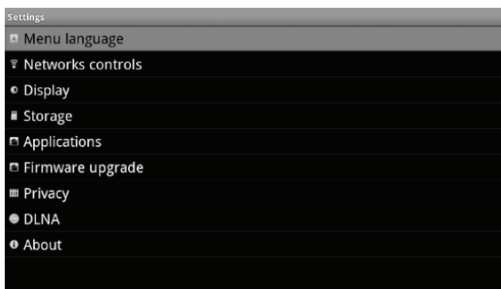 Settings
Menu language
Networks controls
Display
Storage
Applications
Firmware upgrade
Privacy
DLNA
About